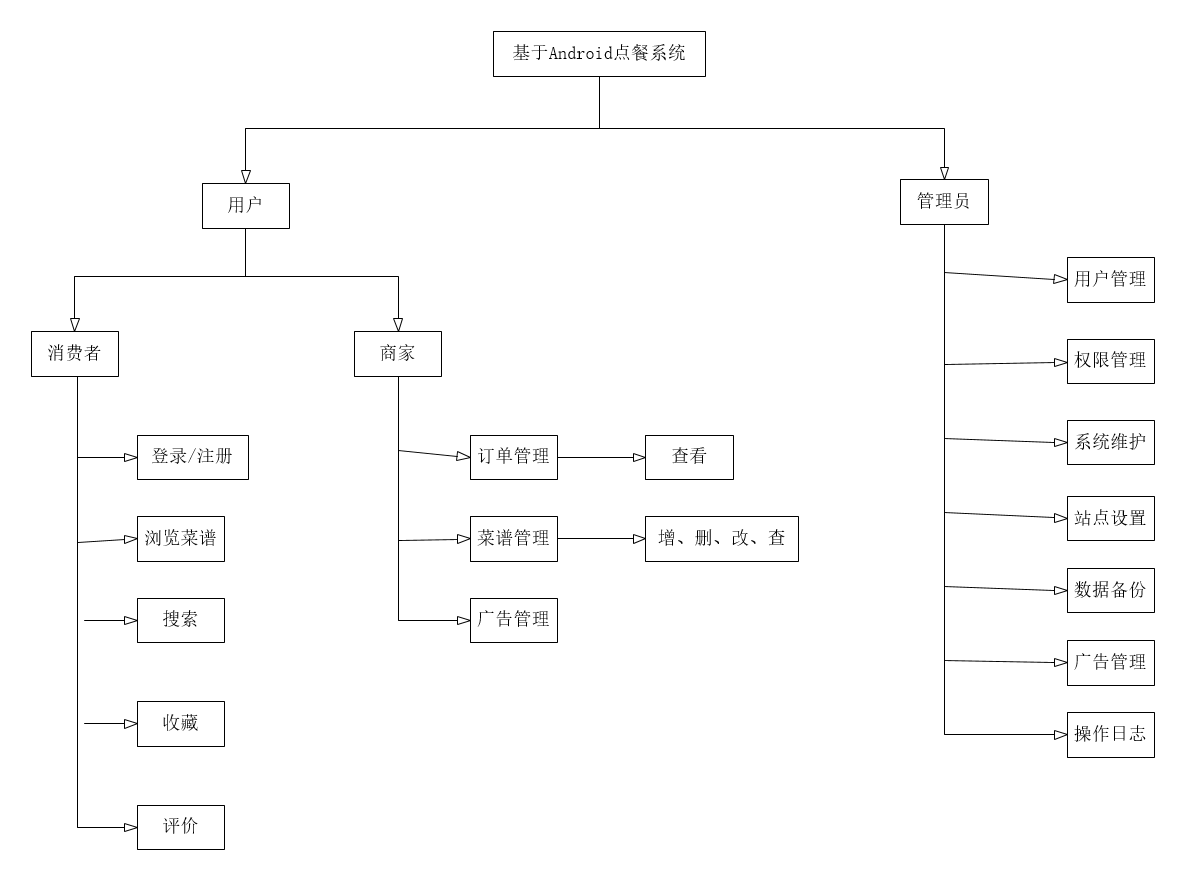 基于Android点餐系统
用户
管理员
用户管理
消费者
商家
权限管理
登录/注册
订单管理
查看
系统维护
浏览菜谱
菜谱管理
增、删、改、查
站点设置
搜索
广告管理
数据备份
广告管理
收藏
操作日志
评价